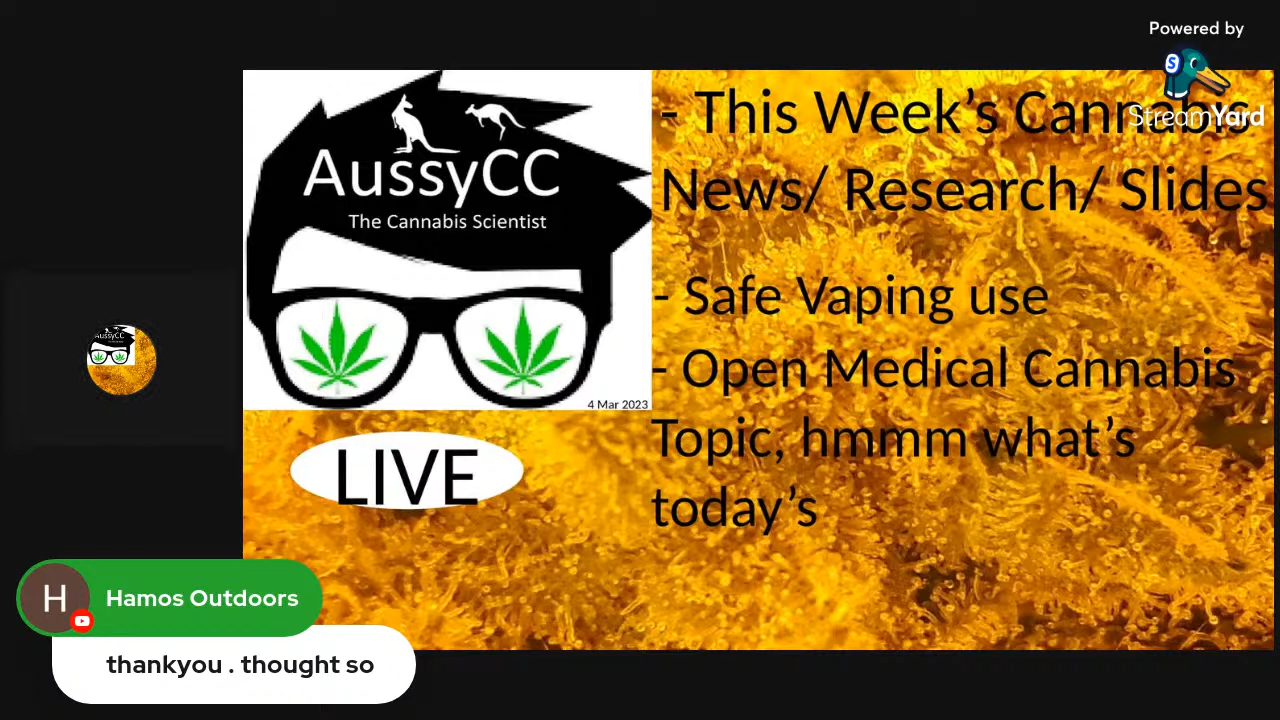 Powered by
StreamYard
- This Week's Cannabis
News/ Research/ Slides
AussyCC
The Cannabis Scientist
- Safe Vaping use
- Open Medical Cannabis
Topic, hmmm what's
today's
4 Mar 2023
LIVE
H
Hamos Outdoors
thankyou . thought so